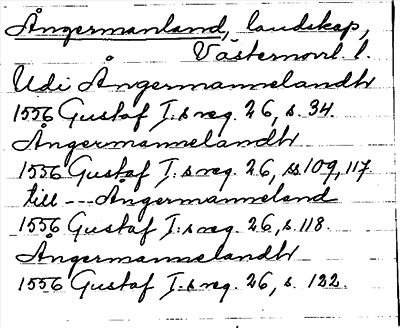 Ångermanland, landskap,
Västernorrl. l.
Udi Ångermannelandh
1556 Gustaf I:s reg. 26, s. 34.
Ångermannelandh
1556 Gustaf I:s reg. 26, ss 109, 117.
till --- Ångermanneland
1556 Gustaf I:s reg. 26, s. 118.
Ångermannelandh
1556 Gustaf I:s reg. 26, s. 122.